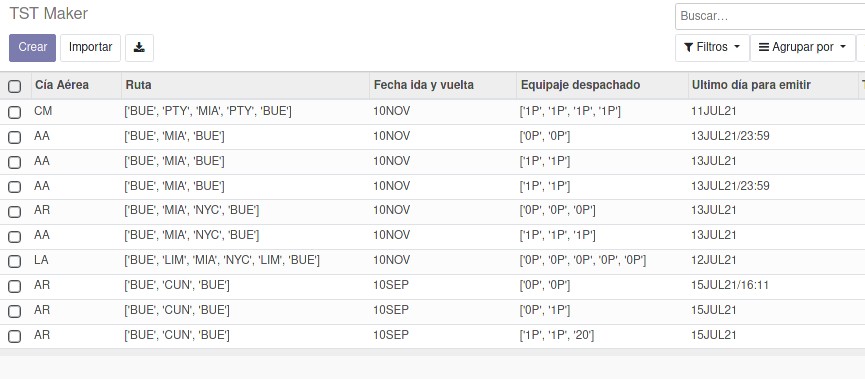 TST Maker
Buscar...
Crear Importar Filtros Agrupar por
Cía Aérea Ruta Fecha ida y vuelta Equipaje despachado Ultimo día para emitir
CM ['BUE', 'PTY', 'MIA', 'PTY', 'BUE'] 10NOV ['1P', '1P', '1P', '1P'] 11JUL21
AA ['BUE', 'MIA', 'BUE'] 10NOV ['0P', '0P'] 13JUL21/23:59
AA ['BUE', 'MIA', 'BUE'] 10NOV ['1P', '1P'] 13JUL21
AA ['BUE', 'MIA', 'BUE'] 10NOV ['1P', '1P'] 13JUL21/23:59
AR ['BUE', 'MIA', 'NYC', 'BUE'] 10NOV ['0P', '0P', '0P'] 13JUL21
AA ['BUE', 'MIA', 'NYC', 'BUE'] 10NOV ['1P', '1P', '1P'] 13JUL21
LA ['BUE', 'LIM', 'MIA', 'NYC', 'LIM', 'BUE'] 10NOV ['0P', '0P', '0P', '0P', '0P'] 12JUL21
AR ['BUE', 'CUN', 'BUE'] 10SEP ['0P', '0P'] 15JUL21/16:11
AR ['BUE', 'CUN', 'BUE'] 10SEP ['0P', '1P'] 15JUL21
AR ['BUE', 'CUN', 'BUE'] 10SEP ['1P', '1P', '20'] 15JUL21